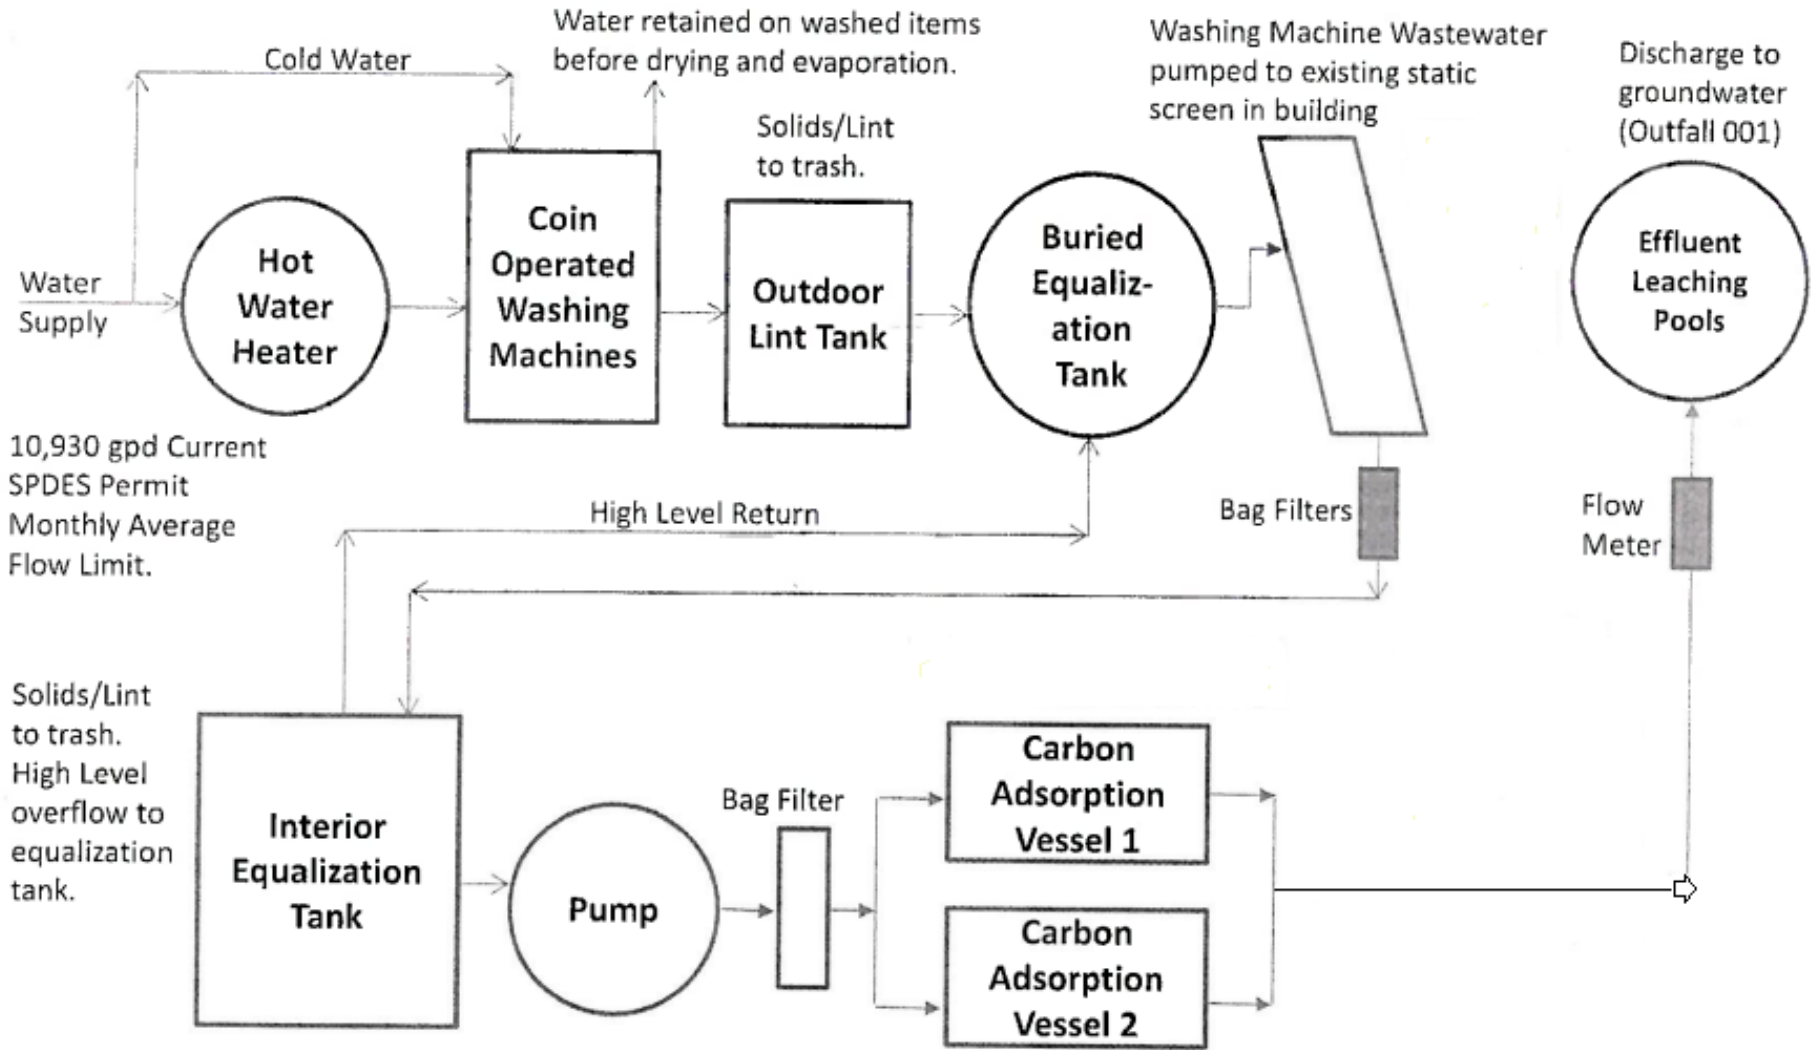 Water retained on washed items
before drying and evaporation.
Washing Machine Wastewater
pumped to existing static
screen in building
Discharge to
groundwater
(Outfall 001)
Cold Water
Solids/Lint
to trash.
Water
Supply
Hot
Water
Heater
Coin
Operated
Washing
Machines
Outdoor
Lint Tank
Buried
Equaliz-
ation
Tank
Effluent
Leaching
Pools
10,930 gpd Current
SPDES Permit
Monthly Average
Flow Limit.
High Level Return
Bag Filters
Flow
Meter
Solids/Lint
to trash.
High Level
overflow to
equalization
tank.
Interior
Equalization
Tank
Pump
Bag Filter
Carbon
Adsorption
Vessel 1
Carbon
Adsorption
Vessel 2